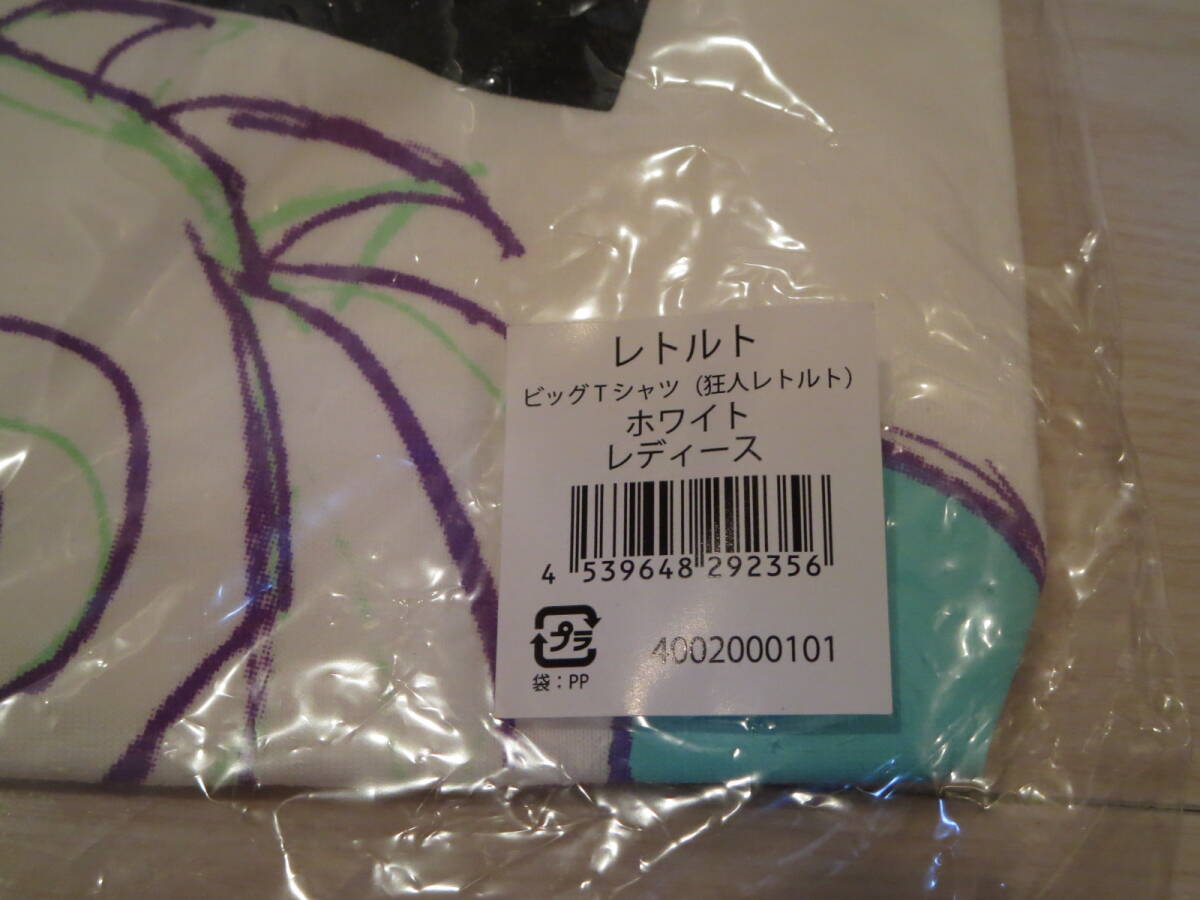 レトルト
ビッグTシャツ（狂人レトルト）
ホワイト
レディース
4 539648 292356
プラ
袋：PP
4002000101